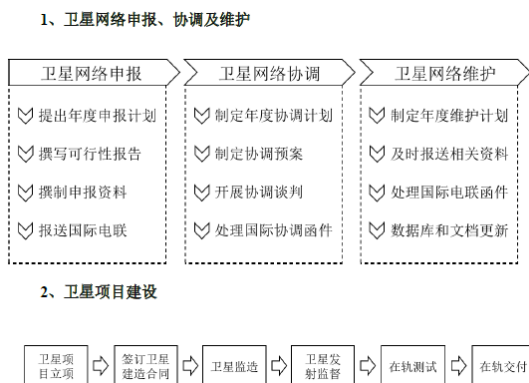 1、卫星网络申报、协调及维护
卫星网络申报 卫星网络协调 卫星网络维护
提出年度申报计划 制定年度协调计划 制定年度维护计划
撰写可行性报告 制定协调预案 及时报送相关资料
撰制申报资料 开展协调谈判 处理国际电联函件
报送国际电联 处理国际协调函件 数据库和文档更新
2、卫星项目建设
卫星项 签订卫星 卫星发
目立项 建造合同 卫星监造 射监督 在轨测试 在轨交付